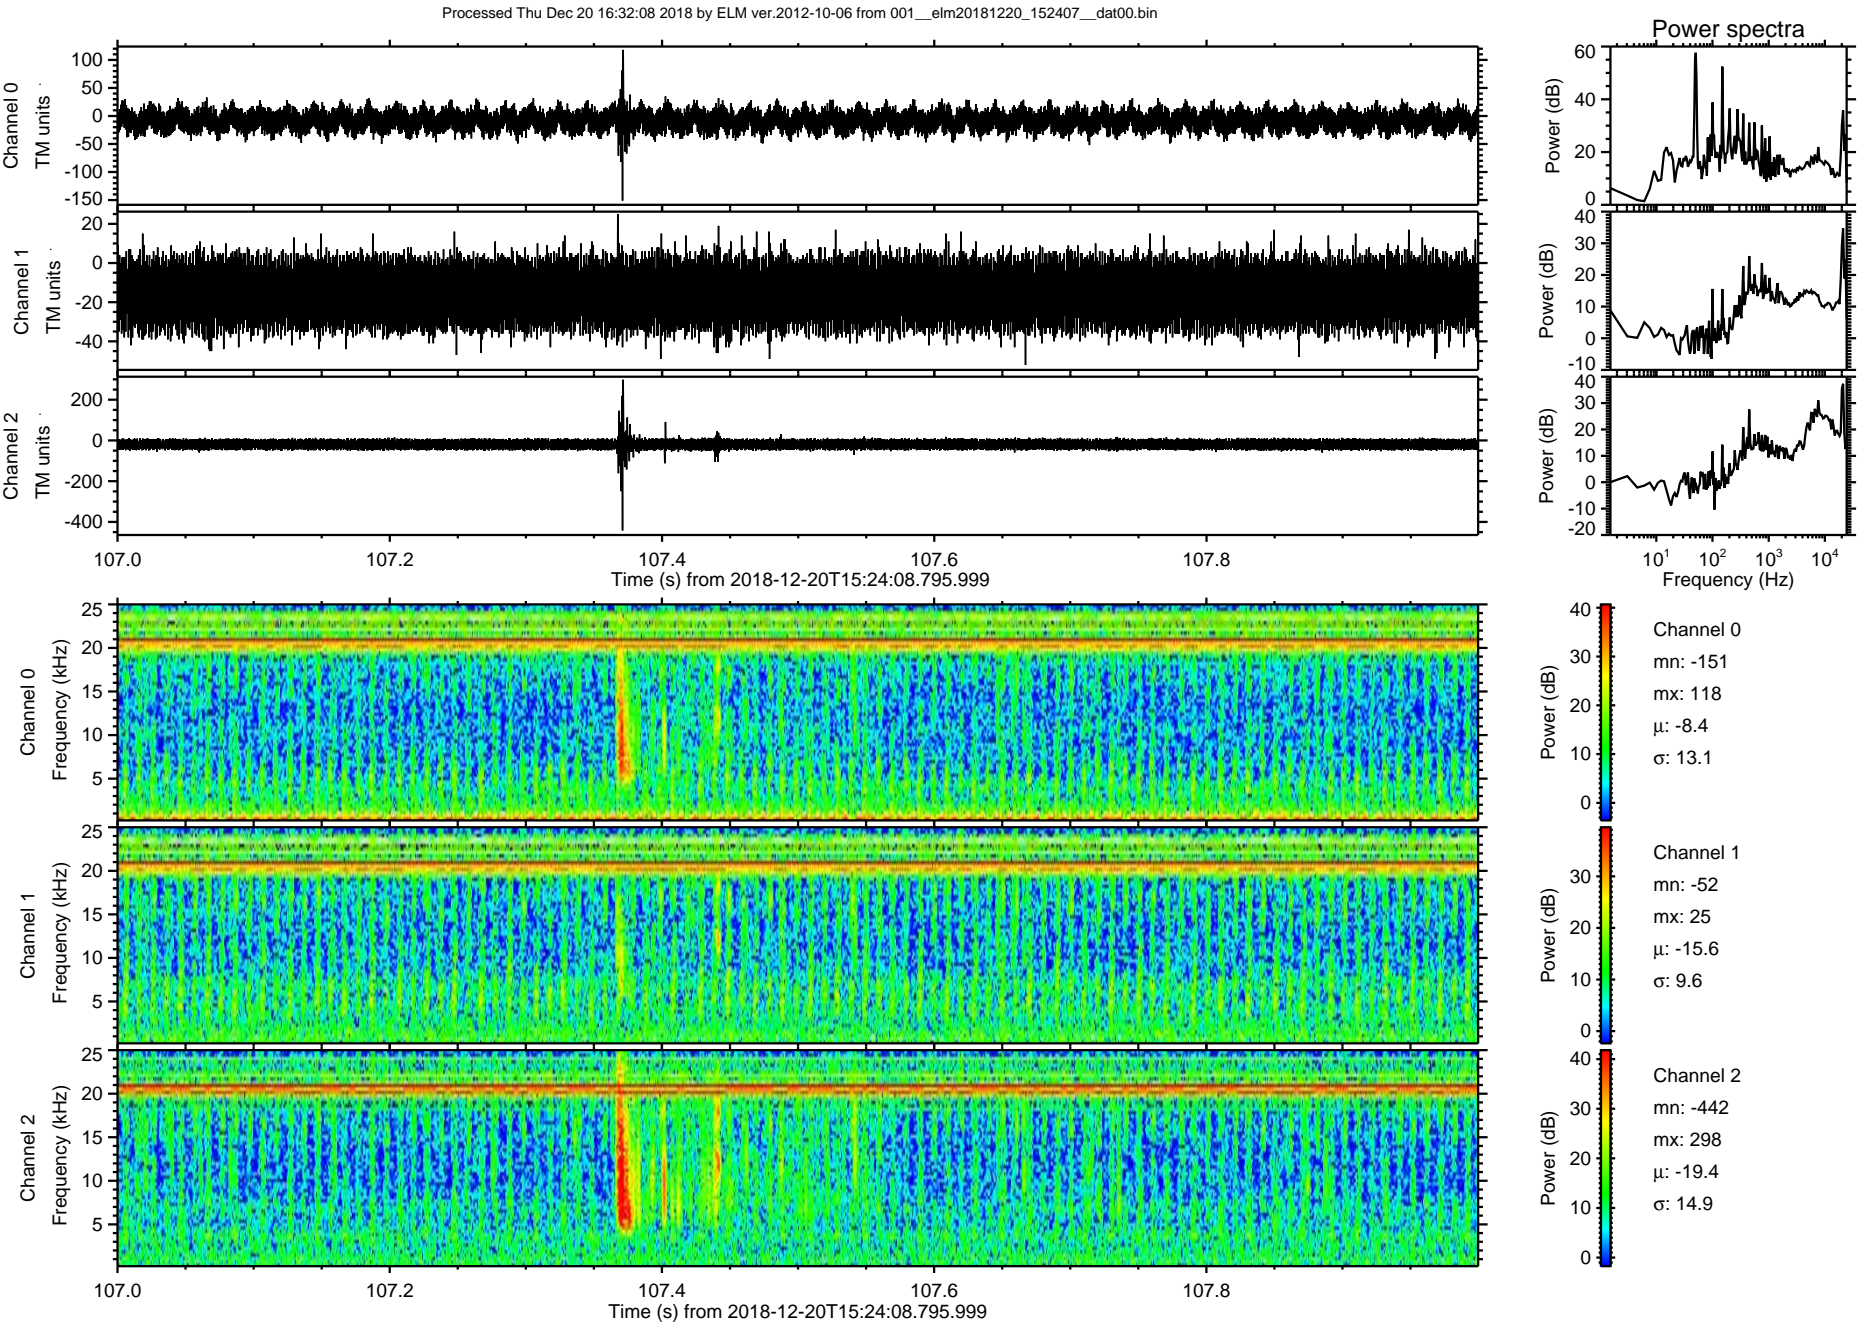 Processed Thu Dec 20 16:32:08 2018 by ELM ver.2012-10-06 from 001__elm20181220_152407__dat00.bin
Power spectra
Channel 0
TM units
100
50
0
-50
-100
-150
Power (dB)
60
40
20
0
Channel 1
TM units
20
0
-20
-40
Power (dB)
40
30
20
10
0
-10
Channel 2
TM units
200
0
-200
-400
Power (dB)
40
30
20
10
0
-10
-20
107.0 107.2 107.4 107.6 107.8
Time (s) from 2018-12-20T15:24:08.795.999
10^1 10^2 10^3 10^4
Frequency (Hz)
Channel 0
Frequency (kHz)
25
20
15
10
5
Power (dB)
40
30
20
10
0
Channel 0
mn: -151
mx: 118
μ: -8.4
σ: 13.1
Channel 1
Frequency (kHz)
25
20
15
10
5
Power (dB)
30
20
10
0
Channel 1
mn: -52
mx: 25
μ: -15.6
σ: 9.6
Channel 2
Frequency (kHz)
25
20
15
10
5
Power (dB)
40
30
20
10
0
Channel 2
mn: -442
mx: 298
μ: -19.4
σ: 14.9
107.0 107.2 107.4 107.6 107.8
Time (s) from 2018-12-20T15:24:08.795.999